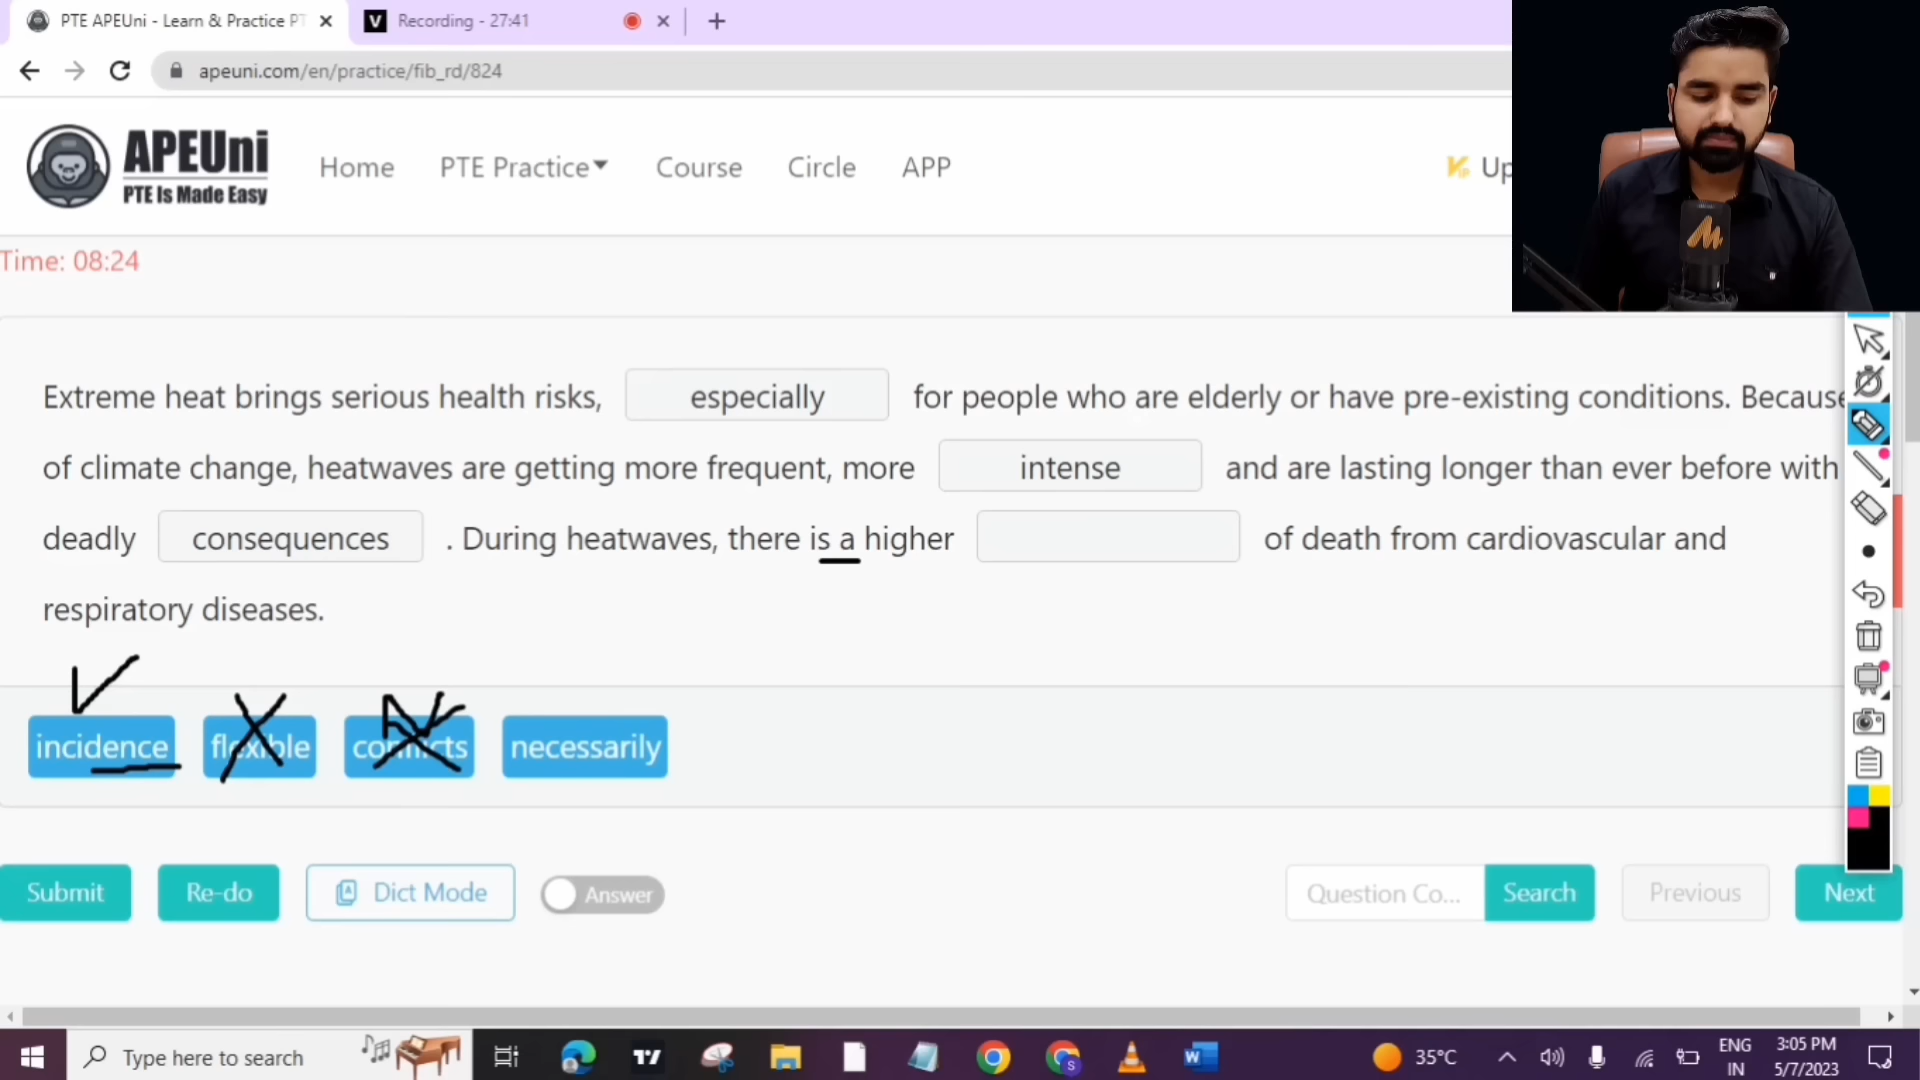 PTE APEUni - Learn & Practice PT
Recording - 27:41
apeuni.com/en/practice/fib_rd/824
APEUni
PTE Is Made Easy
Home PTE Practice Course Circle APP
Up
Time: 08:24
Extreme heat brings serious health risks, especially for people who are elderly or have pre-existing conditions. Because
of climate change, heatwaves are getting more frequent, more intense and are lasting longer than ever before with
deadly consequences . During heatwaves, there is a higher of death from cardiovascular and
respiratory diseases.
incidence flexible conflicts necessarily
Submit Re-do Dict Mode Answer Question Co... Search Previous Next
Type here to search 35°C ENG 3:05 PM
IN 5/7/2023